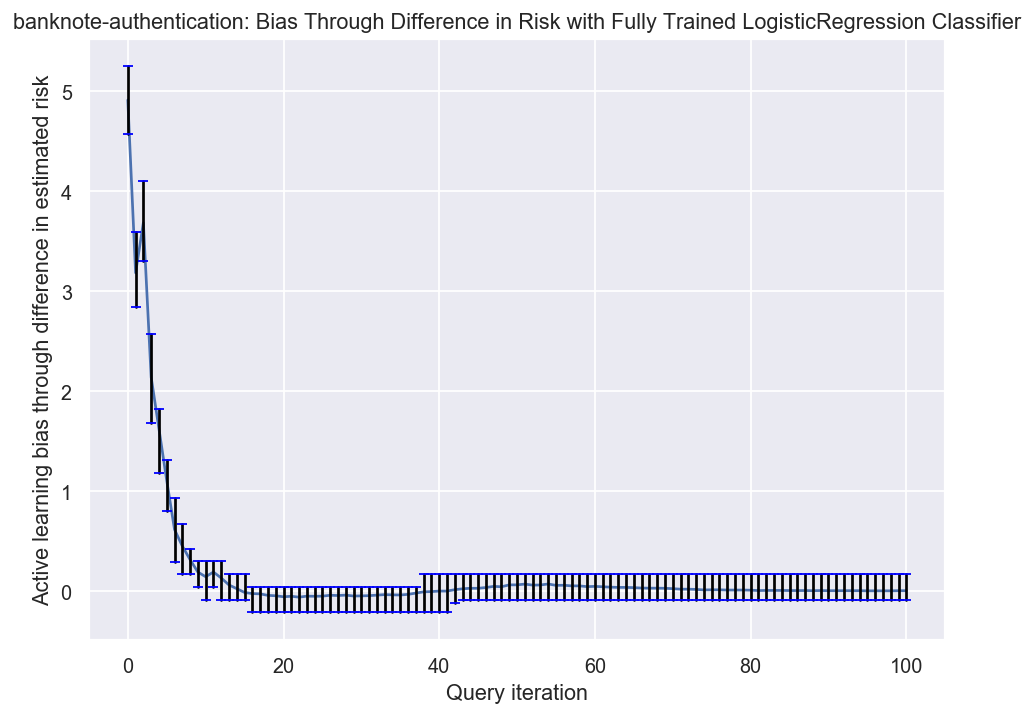 banknote-authentication: Bias Through Difference in Risk with Fully Trained LogisticRegression Classifier
Active learning bias through difference in estimated risk
5
4
3
2
1
0
0 20 40 60 80 100
Query iteration